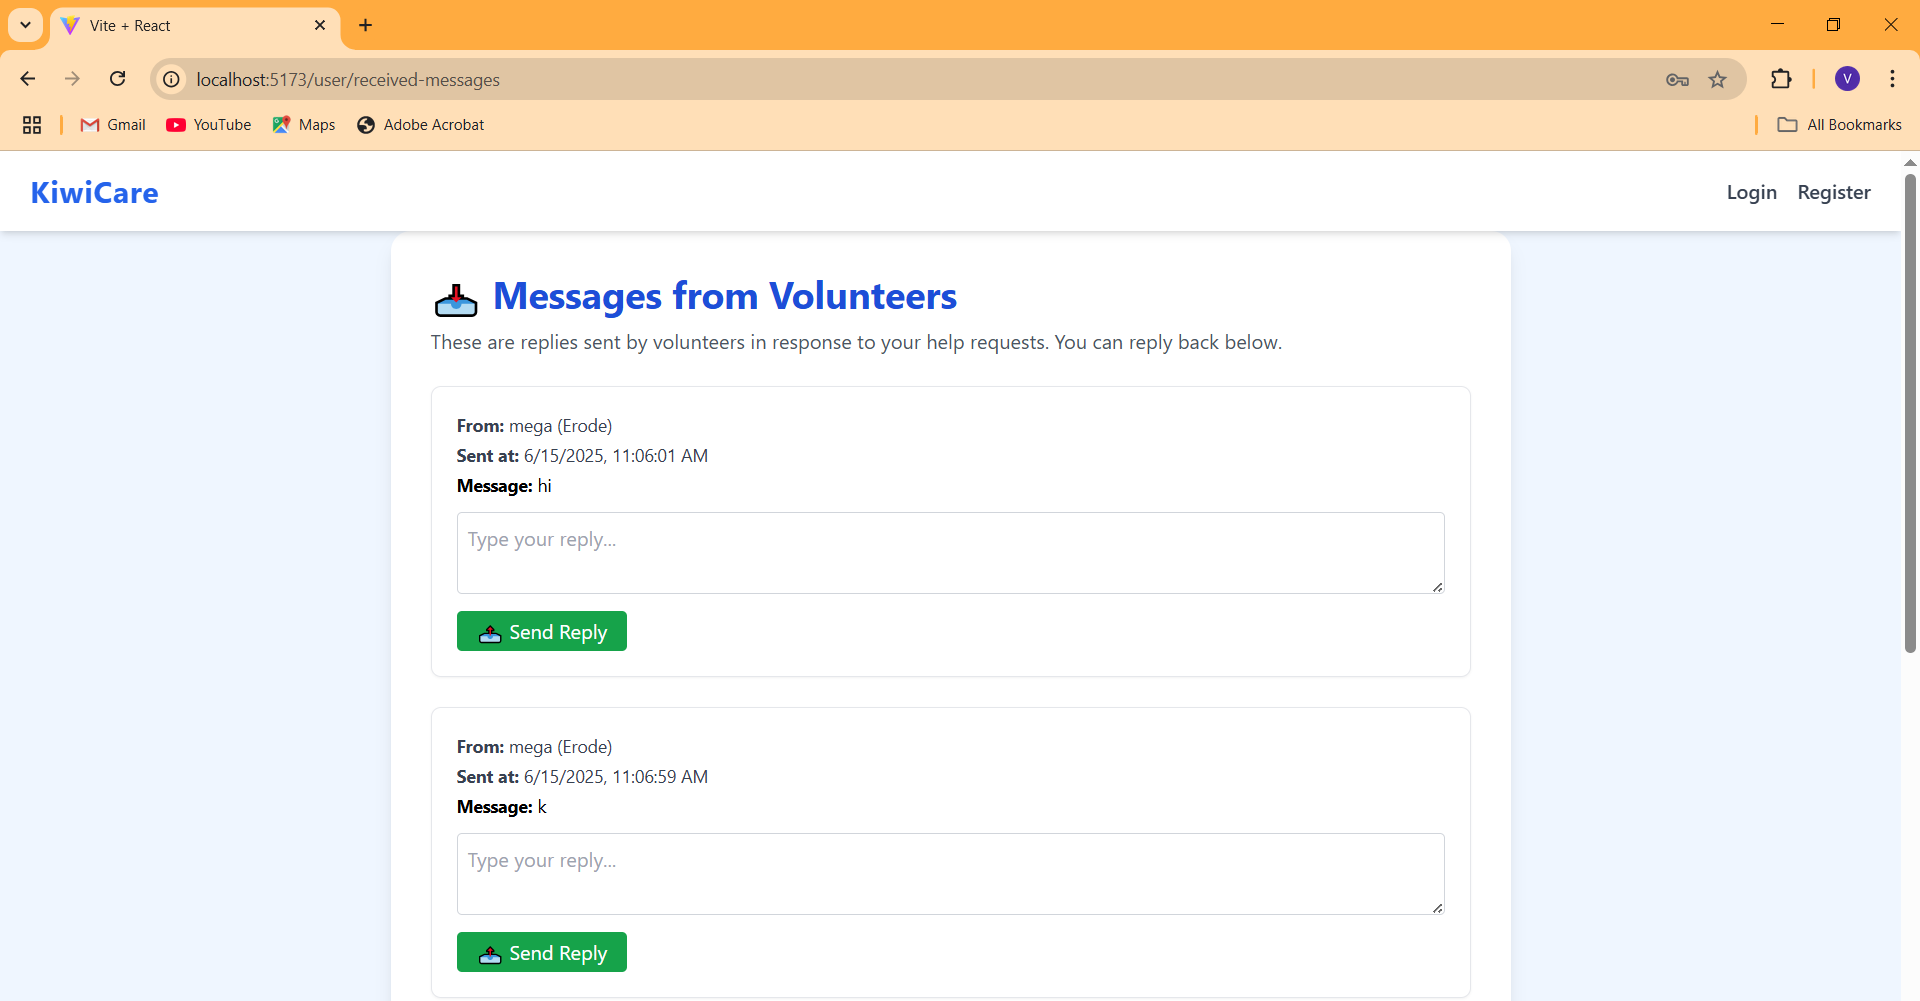 Vite + React
localhost:5173/user/received-messages
V
Gmail YouTube Maps Adobe Acrobat All Bookmarks
KiwiCare Login Register
Messages from Volunteers
These are replies sent by volunteers in response to your help requests. You can reply back below.
From: mega (Erode)
Sent at: 6/15/2025, 11:06:01 AM
Message: hi
Type your reply...
Send Reply
From: mega (Erode)
Sent at: 6/15/2025, 11:06:59 AM
Message: k
Type your reply...
Send Reply